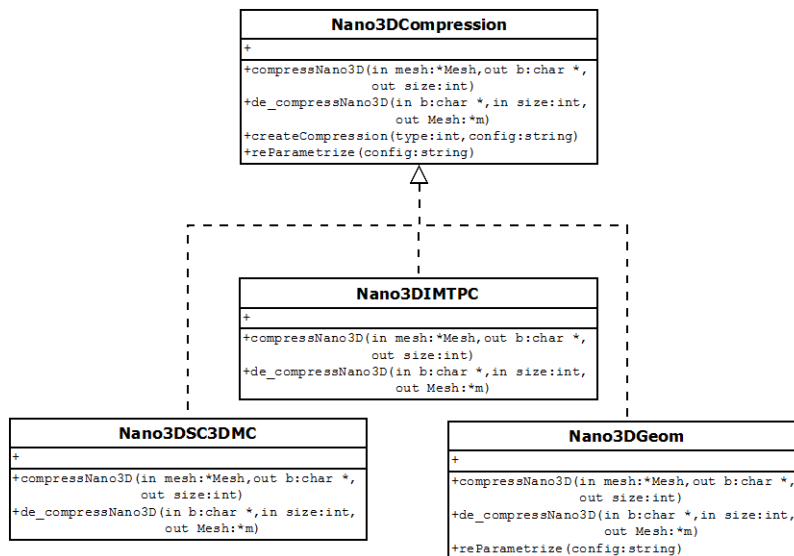 Nano3DCompression
+
+compressNano3D(in mesh:*Mesh,out b:char *,
out size:int)
+de_compressNano3D(in b:char *,in size:int,
out Mesh:*m)
+createCompression(type:int,config:string)
+reParametrize(config:string)
Nano3DIMTPC
+
+compressNano3D(in mesh:*Mesh,out b:char *,
out size:int)
+de_compressNano3D(in b:char *,in size:int,
out Mesh:*m)
Nano3DSC3DMC
+
+compressNano3D(in mesh:*Mesh,out b:char *,
out size:int)
+de_compressNano3D(in b:char *,in size:int,
out Mesh:*m)
Nano3DGeom
+
+compressNano3D(in mesh:*Mesh,out b:char *,
out size:int)
+de_compressNano3D(in b:char *,in size:int,
out Mesh:*m)
+reParametrize(config:string)